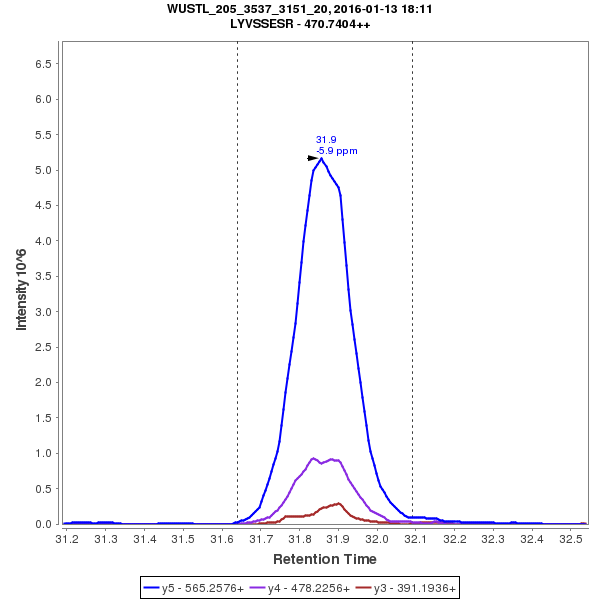 WUSTL_205_3537_3151_20, 2016-01-13 18:11
LYVSSESR - 470.7404++
Intensity 10^6
6.5
6.0
5.5
5.0
4.5
4.0
3.5
3.0
2.5
2.0
1.5
1.0
0.5
0.0
31.9
-5.9 ppm
31.2 31.3 31.4 31.5 31.6 31.7 31.8 31.9 32.0 32.1 32.2 32.3 32.4 32.5
Retention Time
y5 - 565.2576+ y4 - 478.2256+ y3 - 391.1936+